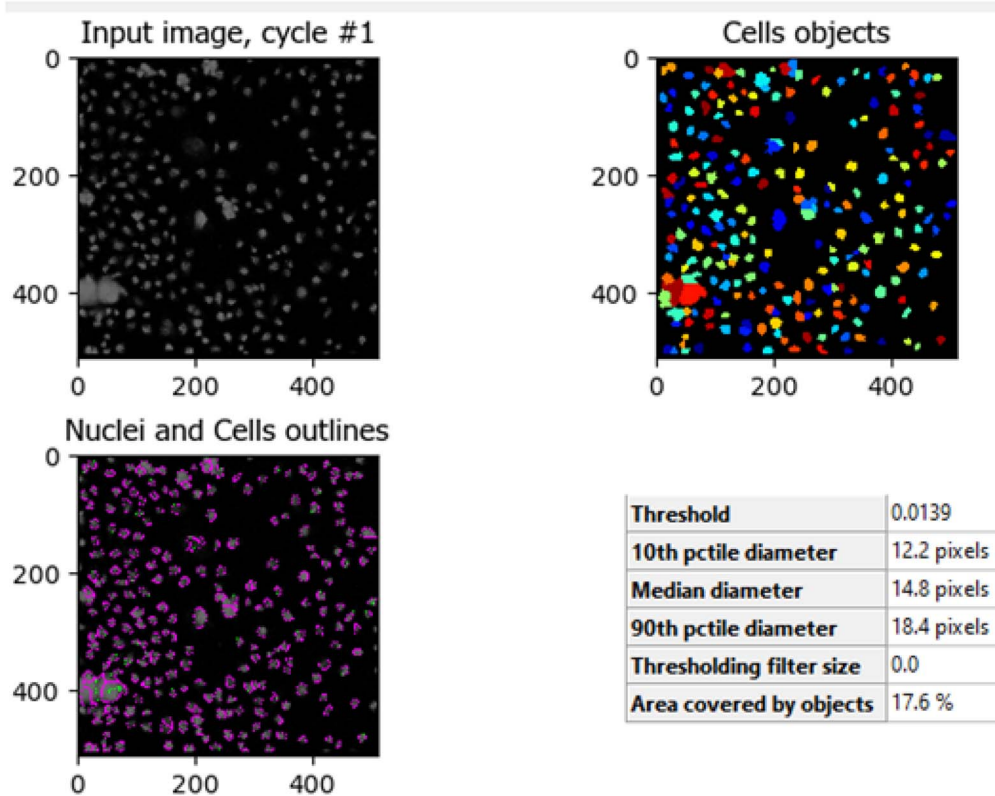 Input image, cycle #1
0
200
400
0
200
400
Cells objects
0
200
400
0
200
400
Nuclei and Cells outlines
0
200
400
0
200
400
Threshold 0.0139
10th pctile diameter 12.2 pixels
Median diameter 14.8 pixels
90th pctile diameter 18.4 pixels
Thresholding filter size 0.0
Area covered by objects 17.6 %